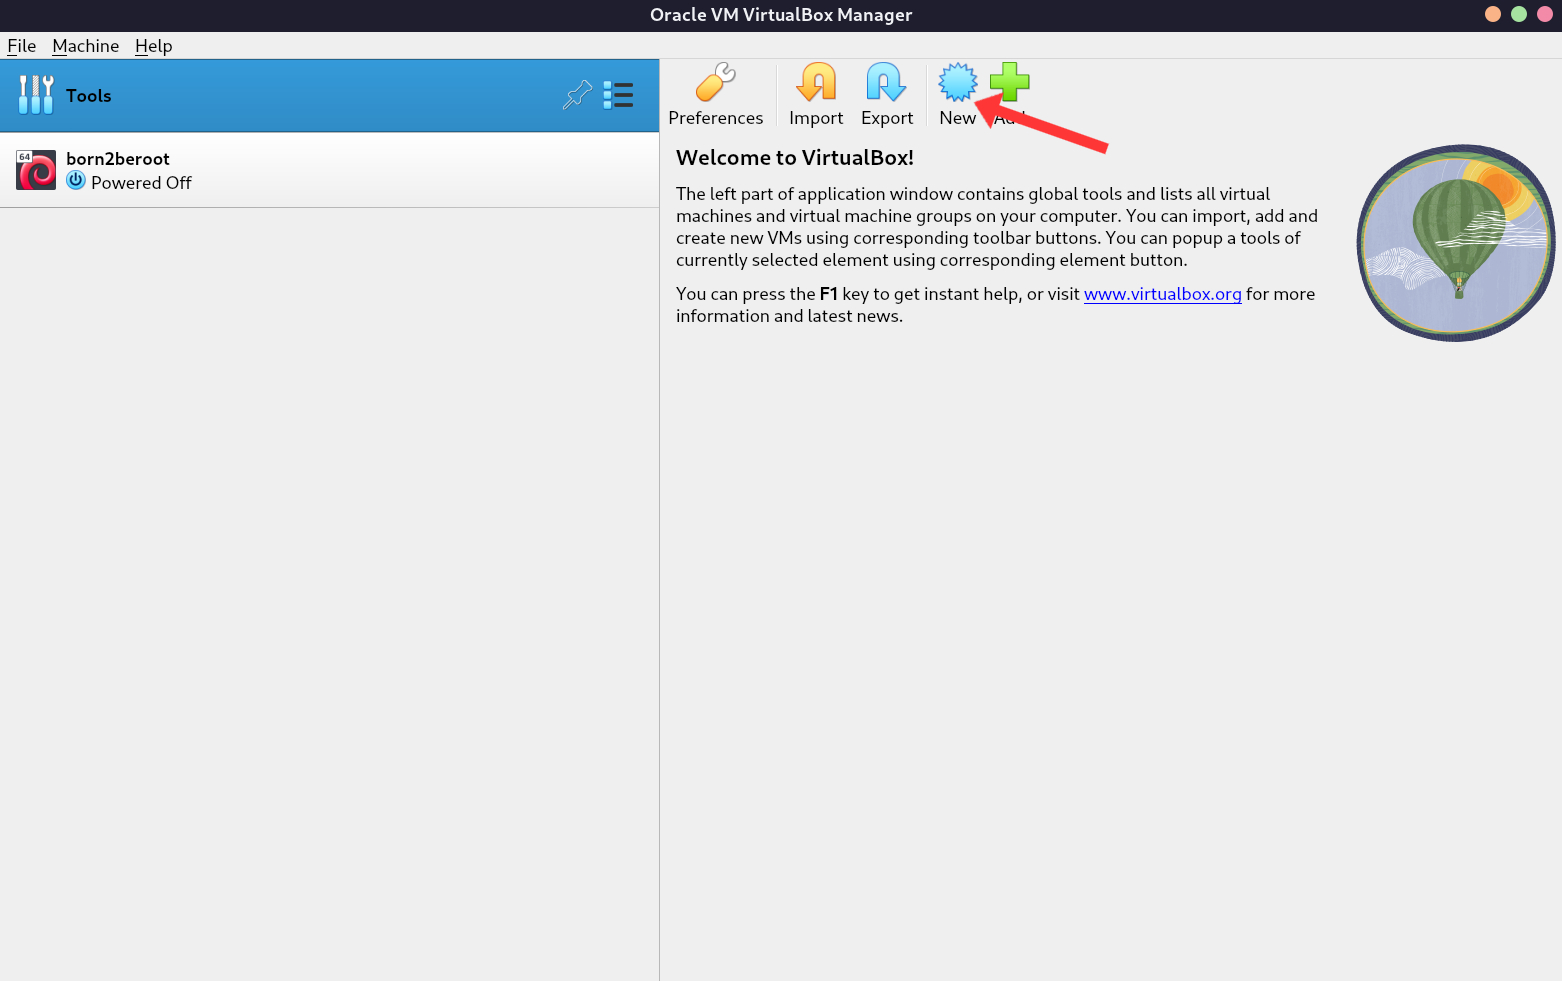 Oracle VM VirtualBox Manager
File Machine Help
Tools
64
born2beroot
Powered Off
Preferences Import Export New Add
Welcome to VirtualBox!
The left part of application window contains global tools and lists all virtual
machines and virtual machine groups on your computer. You can import, add and
create new VMs using corresponding toolbar buttons. You can popup a tools of
currently selected element using corresponding element button.
You can press the F1 key to get instant help, or visit www.virtualbox.org for more
information and latest news.